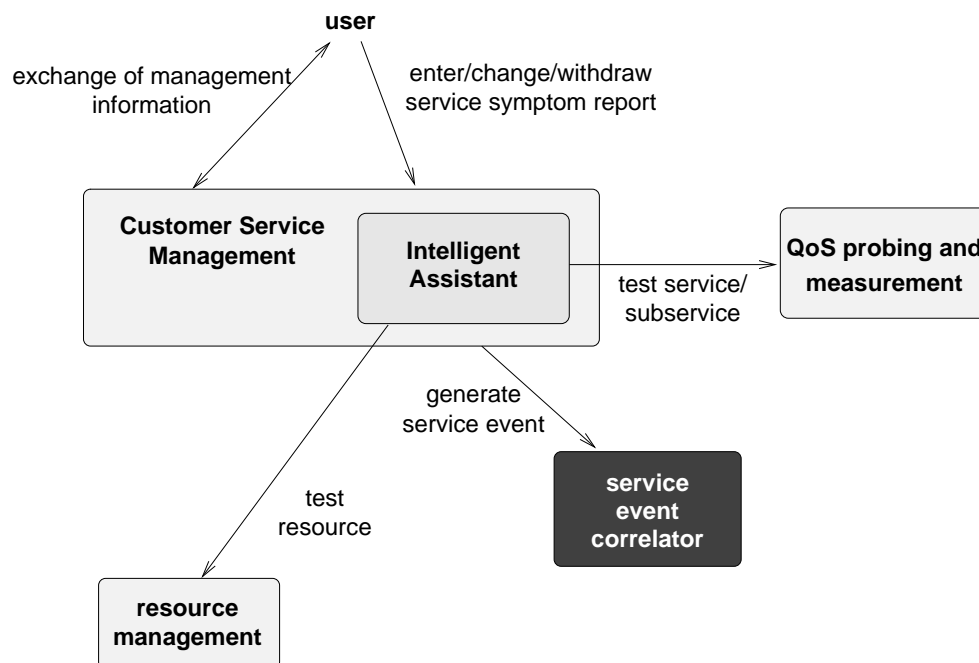 user
exchange of management
information
enter/change/withdraw
service symptom report
Customer Service
Management
Intelligent
Assistant
QoS probing and
measurement
test service/
subservice
generate
service event
service
event
correlator
test
resource
resource
management